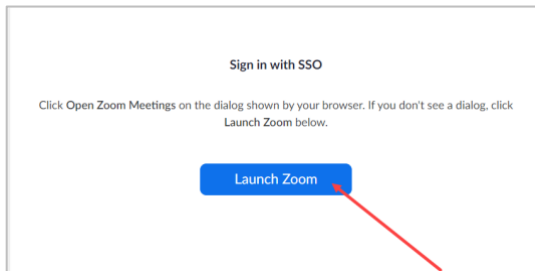 Sign in with SSO
Click Open Zoom Meetings on the dialog shown by your browser. If you don't see a dialog, click
Launch Zoom below.
Launch Zoom